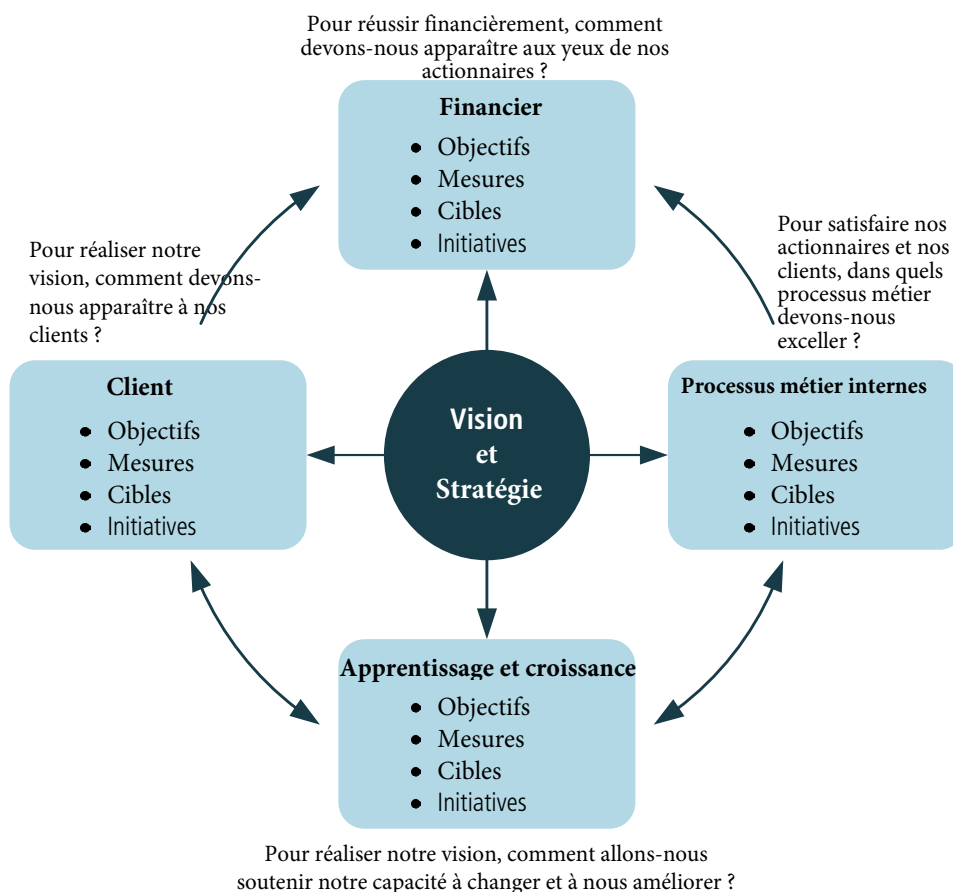 Pour réussir financièrement, comment
devons-nous apparaître aux yeux de nos
actionnaires ?
Financier
• Objectifs
• Mesures
• Cibles
• Initiatives
Pour réaliser notre
vision, comment devons-
nous apparaître à nos
clients ?
Pour satisfaire nos
actionnaires et nos
clients, dans quels
processus métier
devons-nous
exceller ?
Client
• Objectifs
• Mesures
• Cibles
• Initiatives
Vision
et
Stratégie
Processus métier internes
• Objectifs
• Mesures
• Cibles
• Initiatives
Apprentissage et croissance
• Objectifs
• Mesures
• Cibles
• Initiatives
Pour réaliser notre vision, comment allons-nous
soutenir notre capacité à changer et à nous améliorer ?